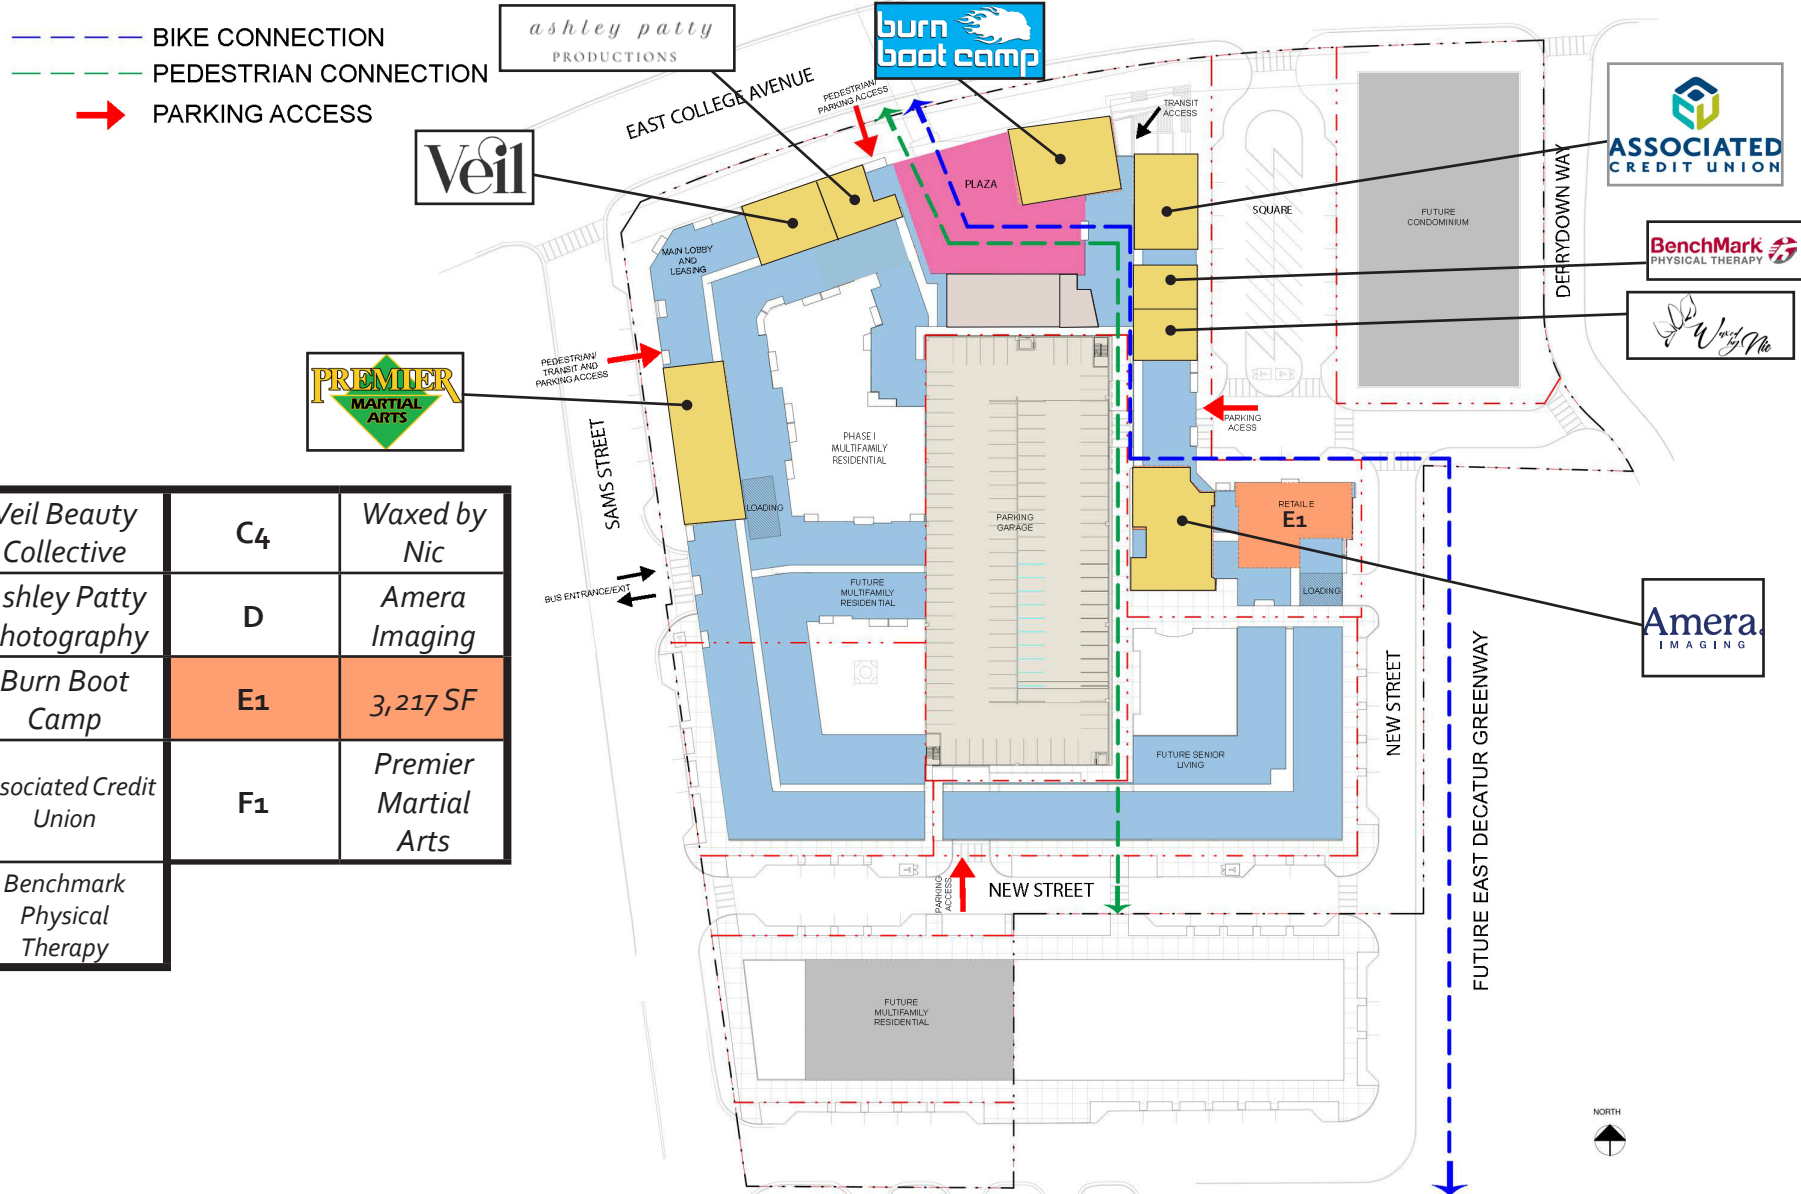 BIKE CONNECTION
PEDESTRIAN CONNECTION
PARKING ACCESS
ashley patty
PRODUCTIONS
burn
boot camp
EAST COLLEGE AVENUE
PEDESTRIAN/
PARKING ACCESS
TRANSIT
ACCESS
Veil
ASSOCIATED
CREDIT UNION
PLAZA
SQUARE
FUTURE
CONDOMINIUM
DERRYDOWN WAY
MAIN LOBBY
AND
LEASING
BenchMark
PHYSICAL THERAPY
Waxed
by Nic
PEDESTRIAN/
TRANSIT AND
PARKING ACCESS
PREMIER
MARTIAL
ARTS
SAMS STREET
PHASE I
MULTIFAMILY
RESIDENTIAL
PARKING
ACESS
LOADING
PARKING
GARAGE
RETAIL E
E1
LOADING
BUS ENTRANCE/EXIT
FUTURE
MULTIFAMILY
RESIDENTIAL
Amera
IMAGING
NEW STREET
FUTURE EAST DECATUR GREENWAY
FUTURE SENIOR
LIVING
PARKING
ACCESS
NEW STREET
FUTURE
MULTIFAMILY
RESIDENTIAL
NORTH
Veil Beauty
Collective
C4
Waxed by
Nic
shley Patty
hotography
D
Amera
Imaging
Burn Boot
Camp
E1
3,217 SF
sociated Credit
Union
F1
Premier
Martial
Arts
Benchmark
Physical
Therapy